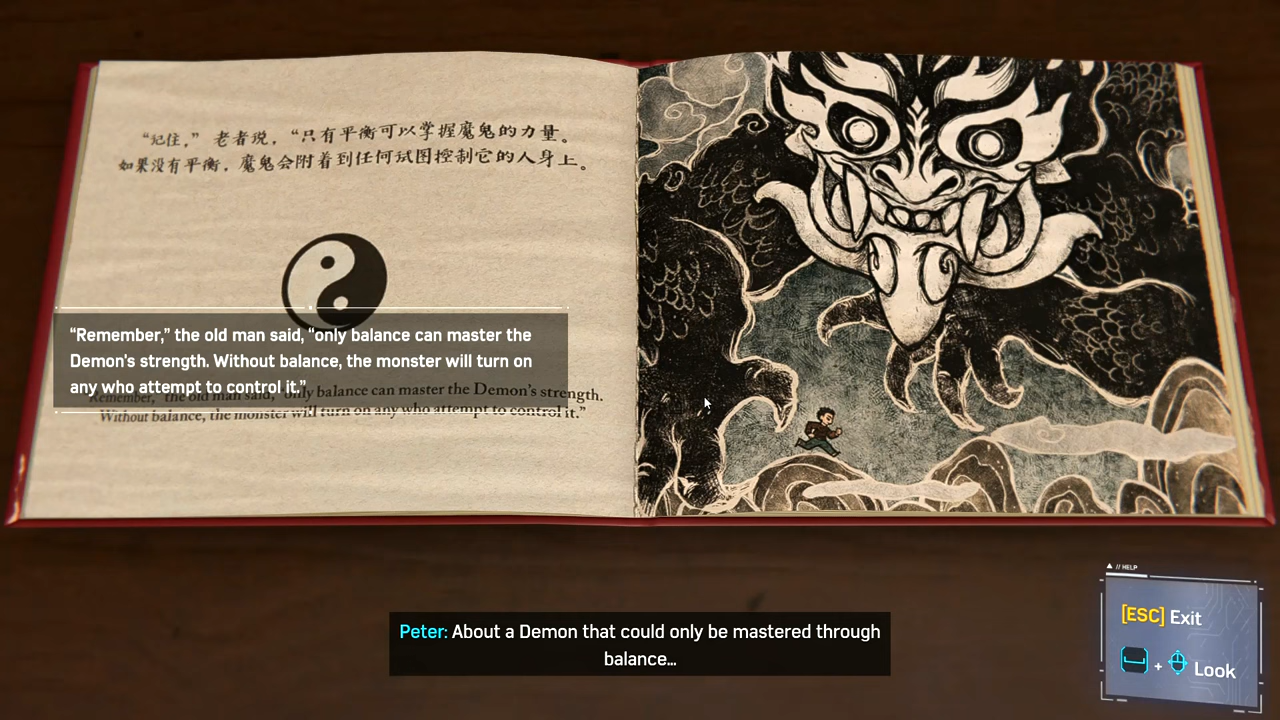 “记住，” 老者说，“只有平衡可以掌握魔鬼的力量。
如果没有平衡，魔鬼会附着到任何试图控制它的人身上。
“Remember,” the old man said, “only balance can master the
Demon's strength. Without balance, the monster will turn on
any who attempt to control it.”
Remember, the old man said, "only balance can master the Demon's strength.
Without balance, the monster will turn on any who attempt to control it.”
Peter: About a Demon that could only be mastered through
balance...
// HELP
[ESC] Exit
+ Look